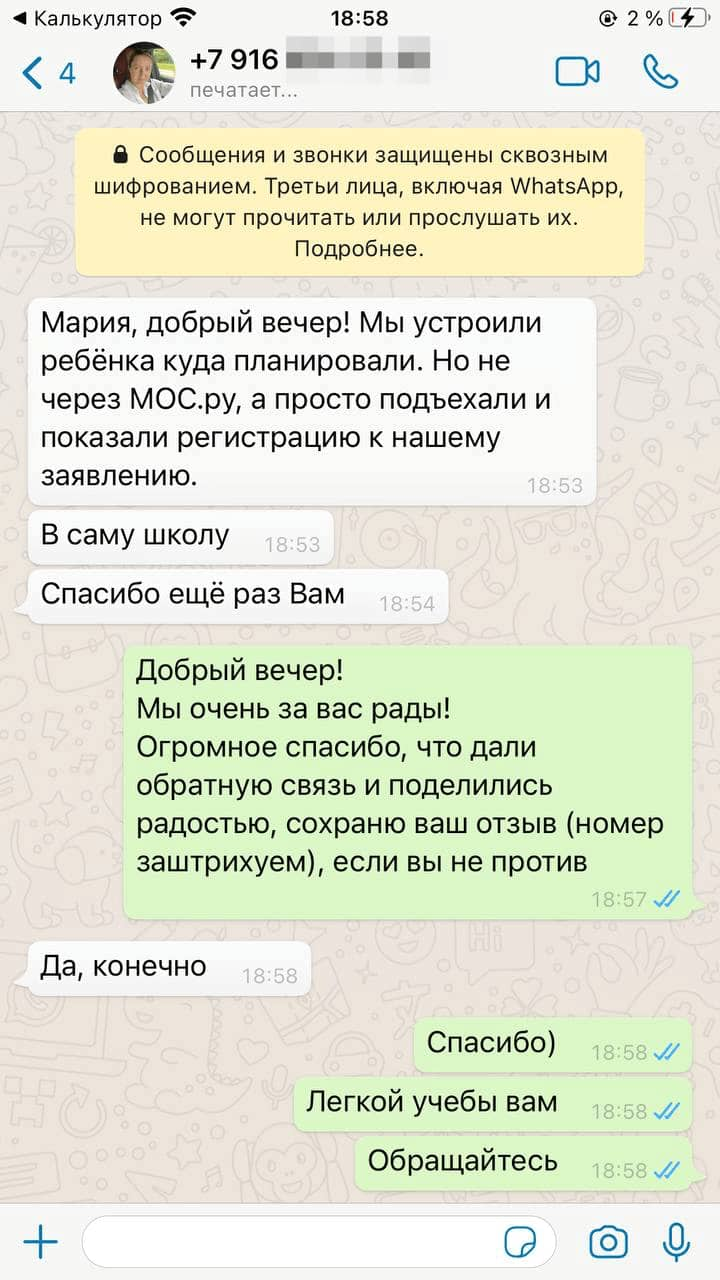 Калькулятор
18:58
2 %
4
+7 916
печатает...
Сообщения и звонки защищены сквозным
шифрованием. Третьи лица, включая WhatsApp,
не могут прочитать или прослушать их.
Подробнее.
Мария, добрый вечер! Мы устроили
ребёнка куда планировали. Но не
через МОС.ру, а просто подъехали и
показали регистрацию к нашему
заявлению.
18:53
В саму школу 18:53
Спасибо ещё раз Вам 18:54
Добрый вечер!
Мы очень за вас рады!
Огромное спасибо, что дали
обратную связь и поделились
радостью, сохраню ваш отзыв (номер
заштрихуем), если вы не против
18:57
Да, конечно 18:58
Спасибо) 18:58
Легкой учебы вам 18:58
Обращайтесь 18:58